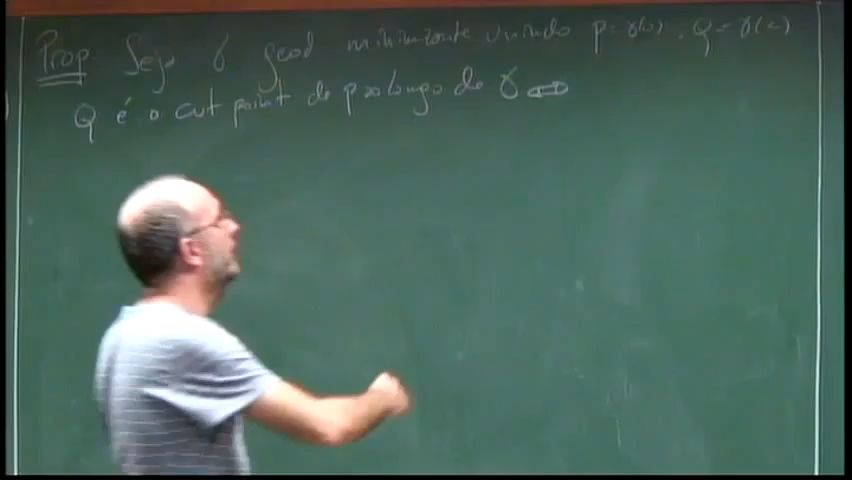 Prop Seja γ geod minimizante unindo p = γ(0), q = γ(a)
q é o cut point de p ao longo de γ ⇔